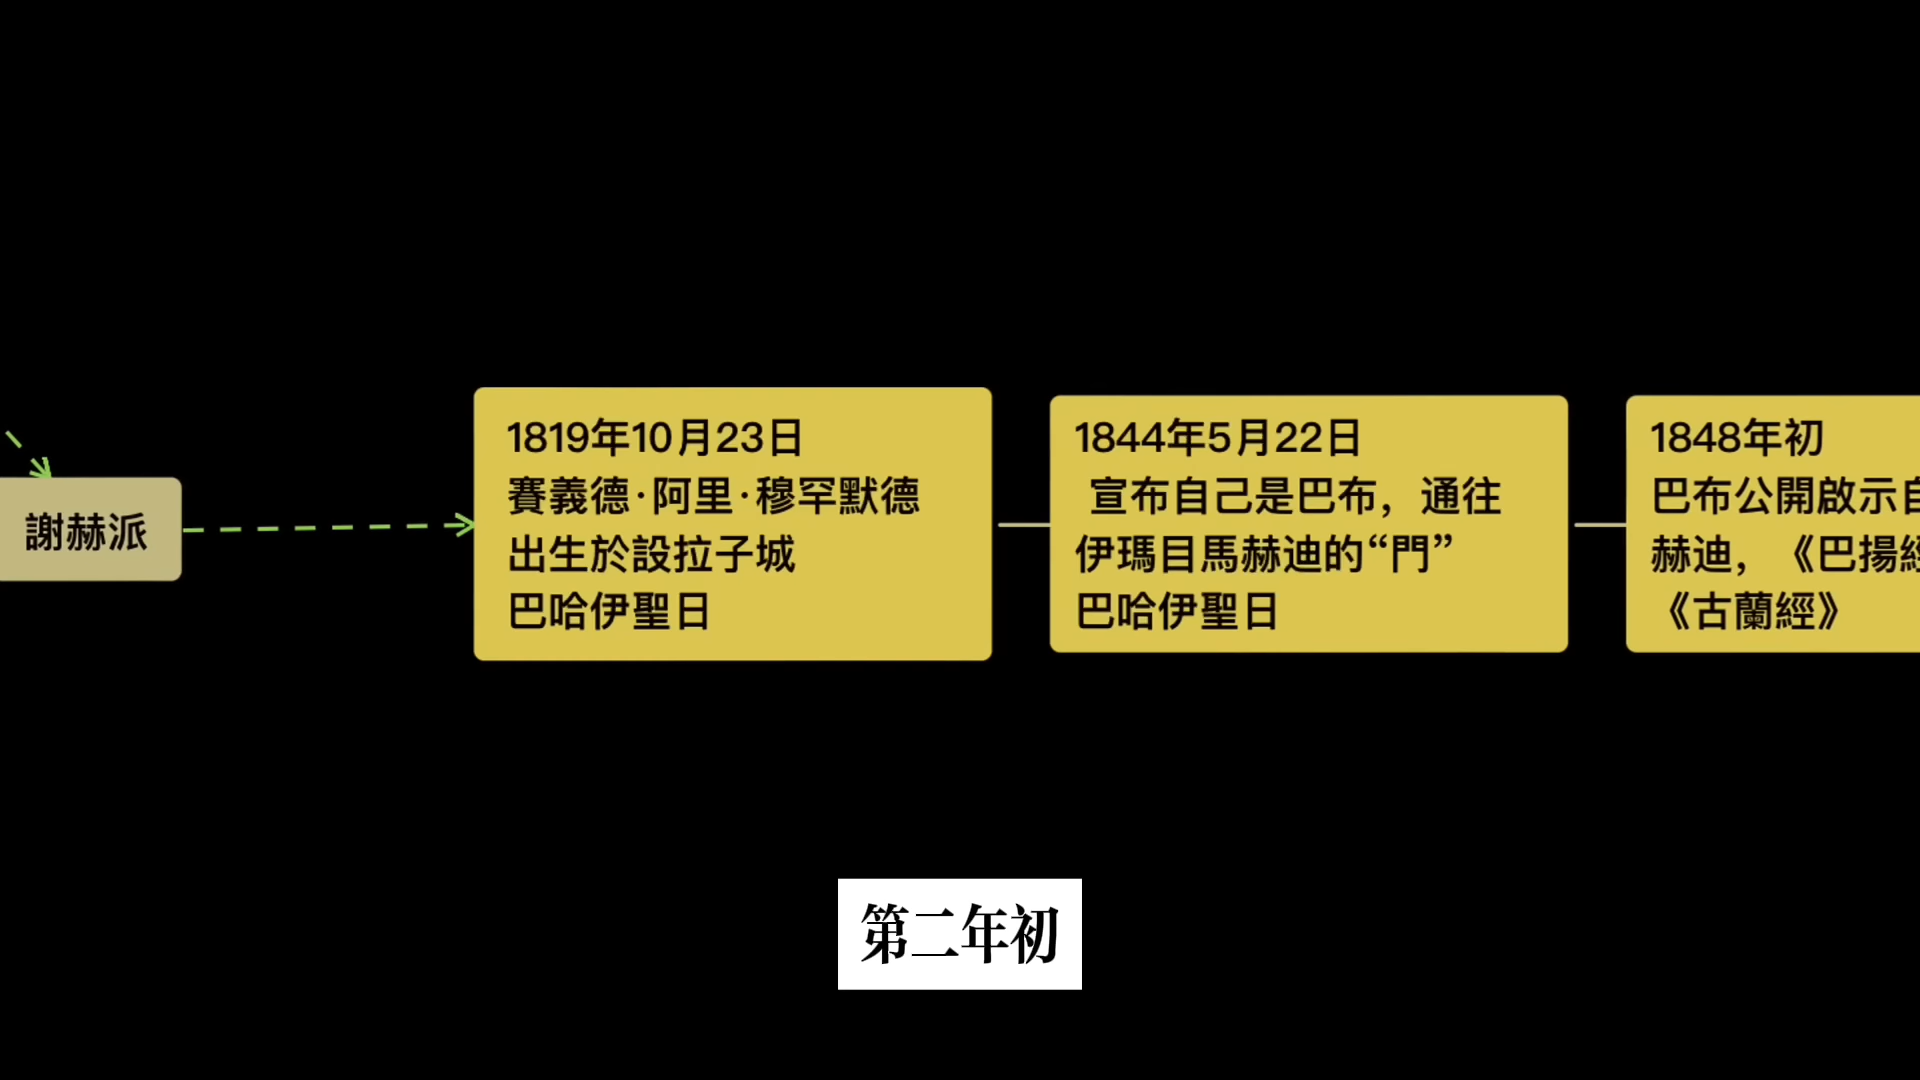 謝赫派
1819年10月23日
賽義德·阿里·穆罕默德
出生於設拉子城
巴哈伊聖日
1844年5月22日
宣布自己是巴布，通往
伊瑪目馬赫迪的“門”
巴哈伊聖日
1848年初
巴布公開啟示自
赫迪，《巴揚經
《古蘭經》
第二年初